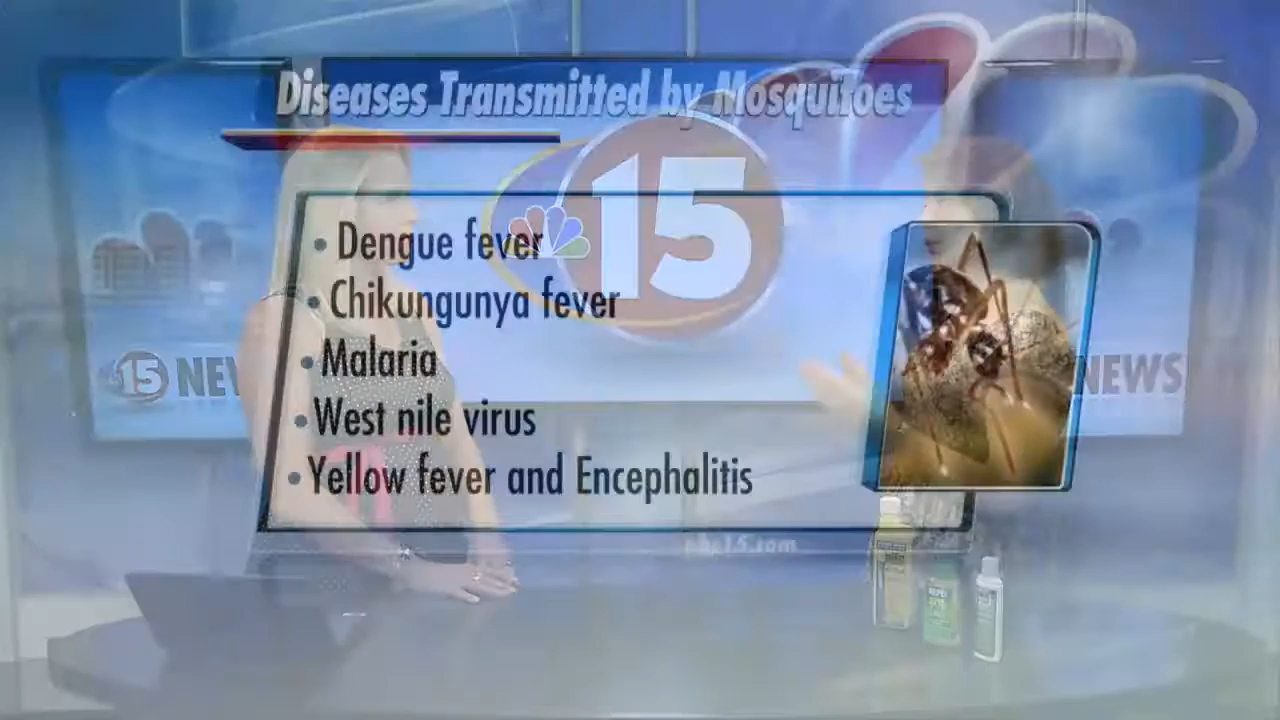 Diseases Transmitted by Mosquitoes
15
• Dengue fever
• Chikungunya fever
• Malaria
• West nile virus
• Yellow fever and Encephalitis
15 NEW
NEWS